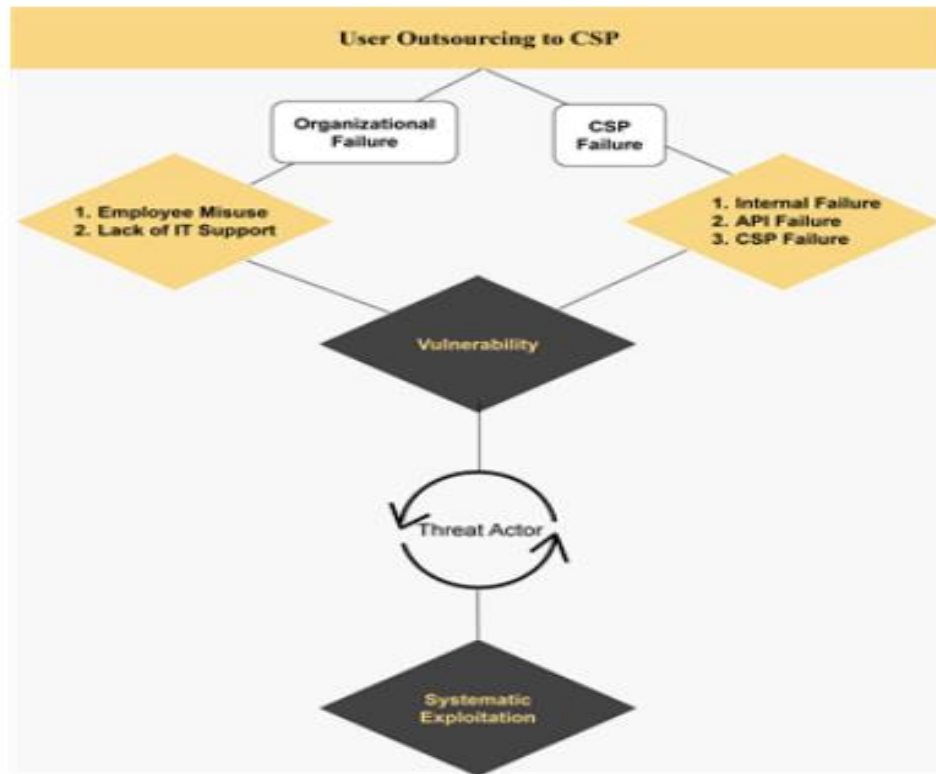 User Outsourcing to CSP
Organizational
Failure
CSP
Failure
1. Employee Misuse
2. Lack of IT Support
1. Internal Failure
2. API Failure
3. CSP Failure
Vulnerability
Threat Actor
Systematic
Exploitation